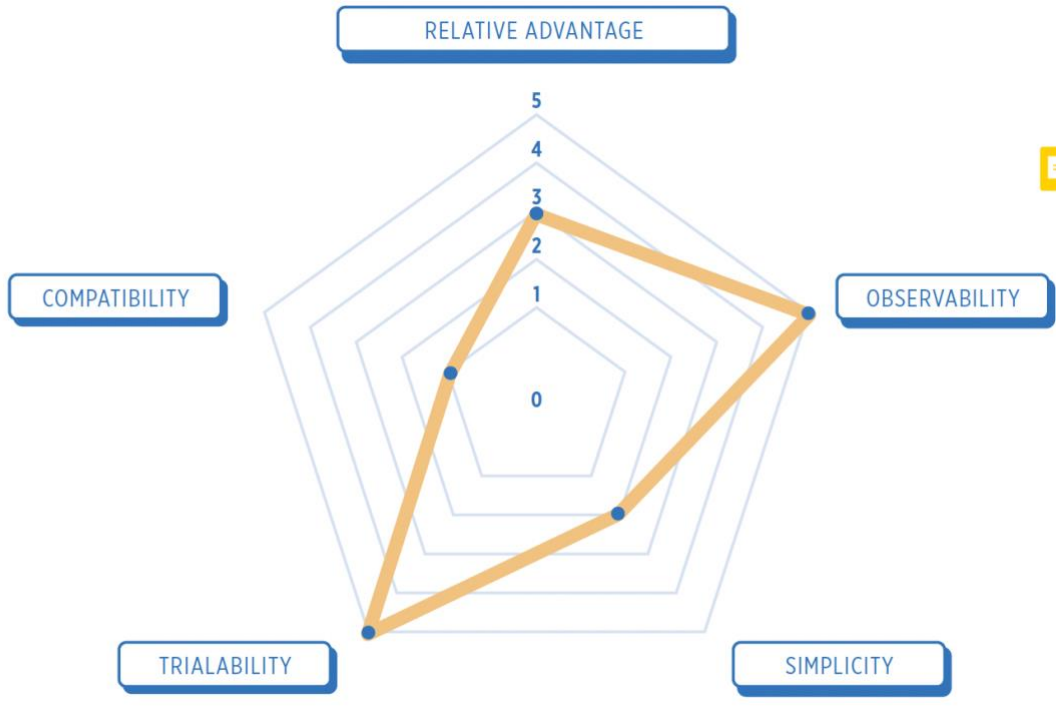 RELATIVE ADVANTAGE
5
4
3
2
1
0
COMPATIBILITY
OBSERVABILITY
TRIALABILITY
SIMPLICITY